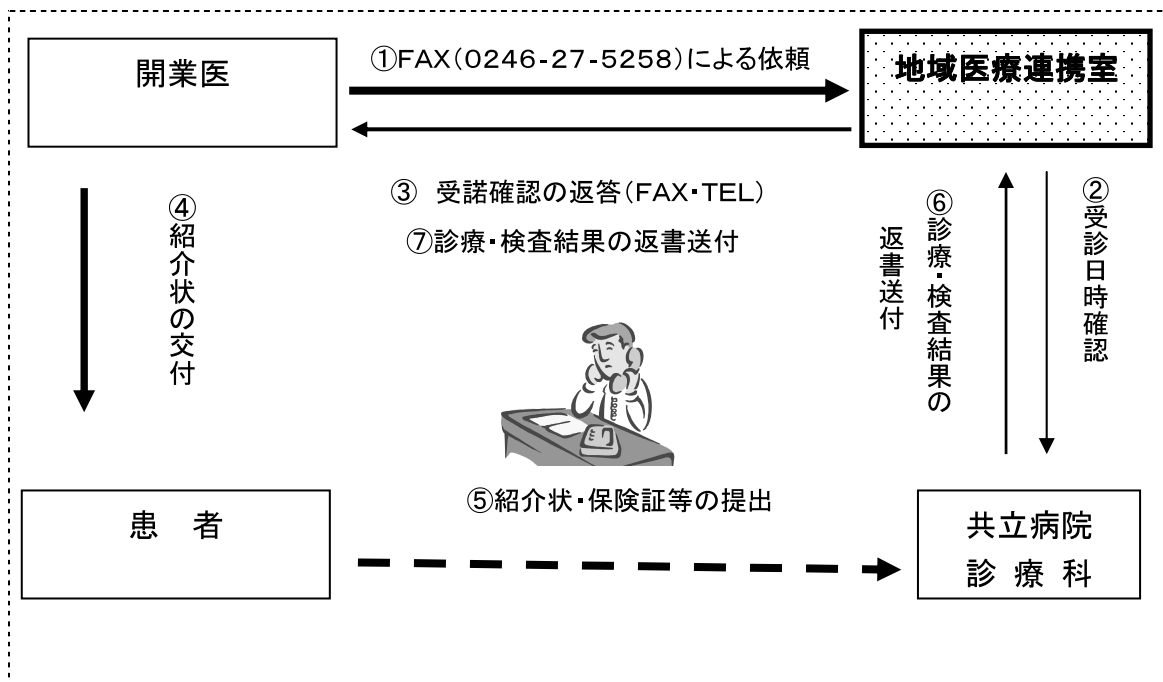 開業医
①FAX(0246-27-5258)による依頼
地域医療連携室
③ 受諾確認の返答(FAX・TEL)
⑦診療・検査結果の返書送付
④紹介状の交付
⑥診療・検査結果の
返書送付
②受診日時確認
⑤紹介状・保険証等の提出
患 者
共立病院
診 療 科